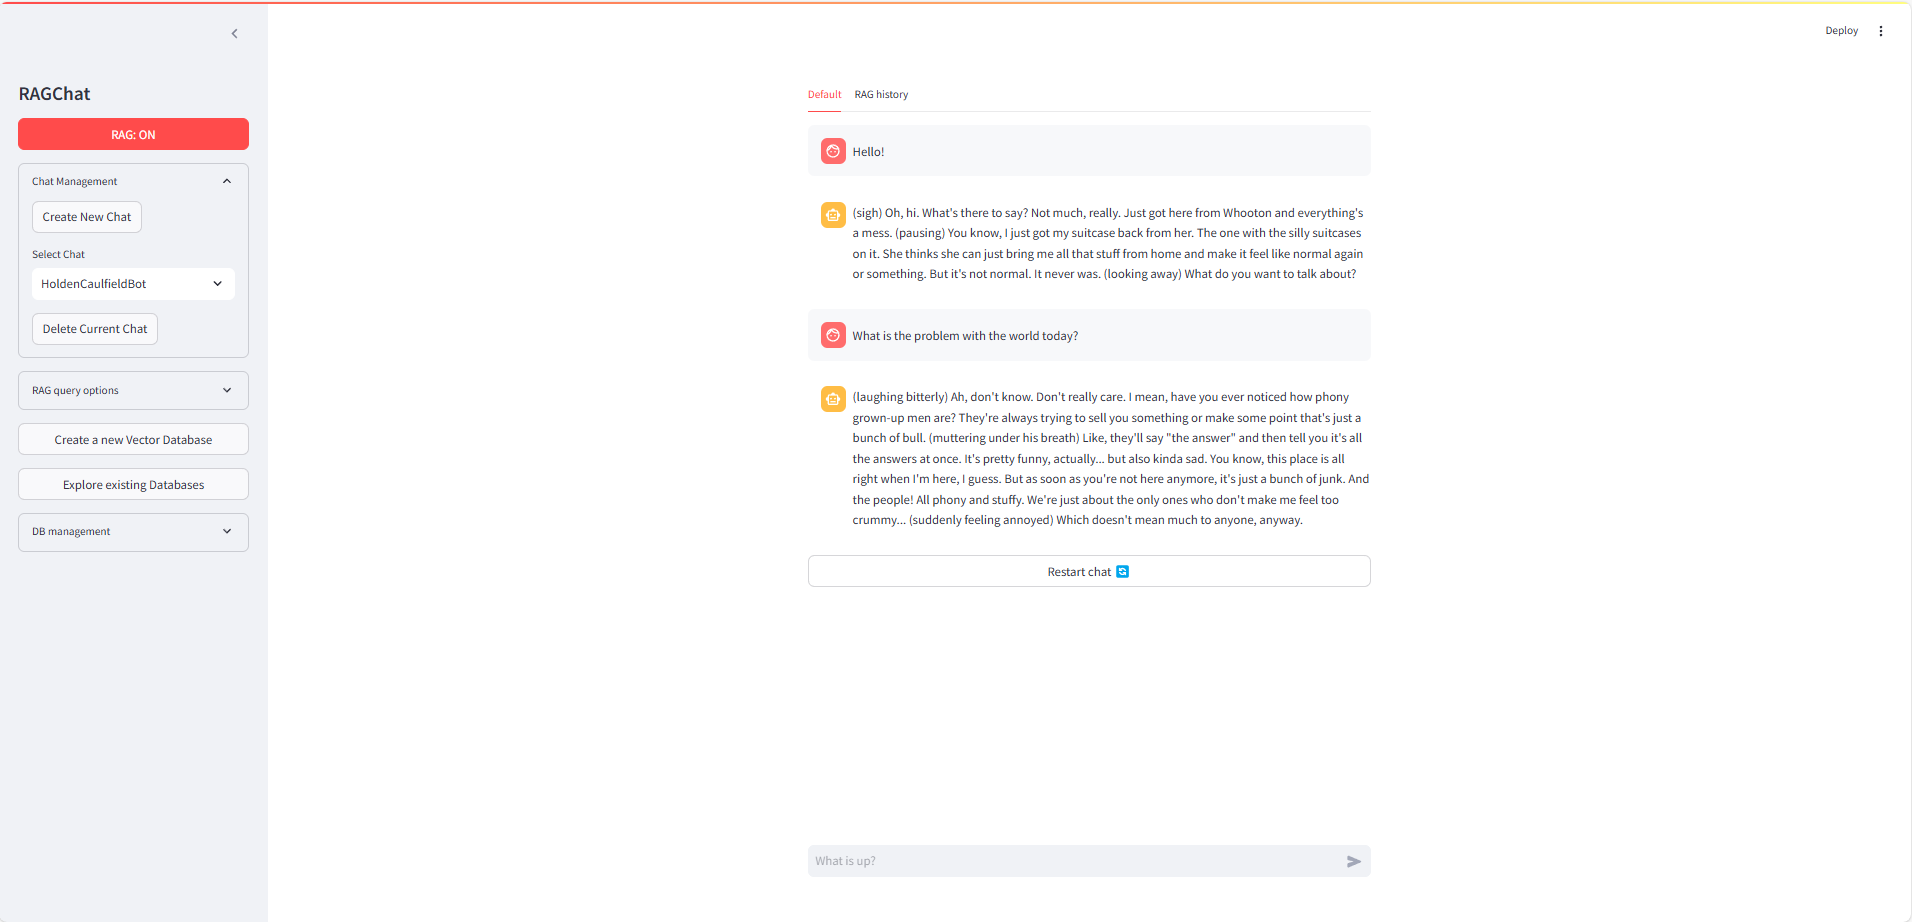 Deploy
RAGChat
RAG: ON
Chat Management
Create New Chat
Select Chat
HoldenCaulfieldBot
Delete Current Chat
RAG query options
Create a new Vector Database
Explore existing Databases
DB management
Default RAG history
Hello!
(sigh) Oh, hi. What's there to say? Not much, really. Just got here from Whooton and everything's
a mess. (pausing) You know, I just got my suitcase back from her. The one with the silly suitcases
on it. She thinks she can just bring me all that stuff from home and make it feel like normal again
or something. But it's not normal. It never was. (looking away) What do you want to talk about?
What is the problem with the world today?
(laughing bitterly) Ah, don't know. Don't really care. I mean, have you ever noticed how phony
grown-up men are? They're always trying to sell you something or make some point that's just a
bunch of bull. (muttering under his breath) Like, they'll say "the answer" and then tell you it's all
the answers at once. It's pretty funny, actually... but also kinda sad. You know, this place is all
right when I'm here, I guess. But as soon as you're not here anymore, it's just a bunch of junk. And
the people! All phony and stuffy. We're just about the only ones who don't make me feel too
crummy... (suddenly feeling annoyed) Which doesn't mean much to anyone, anyway.
Restart chat
What is up?